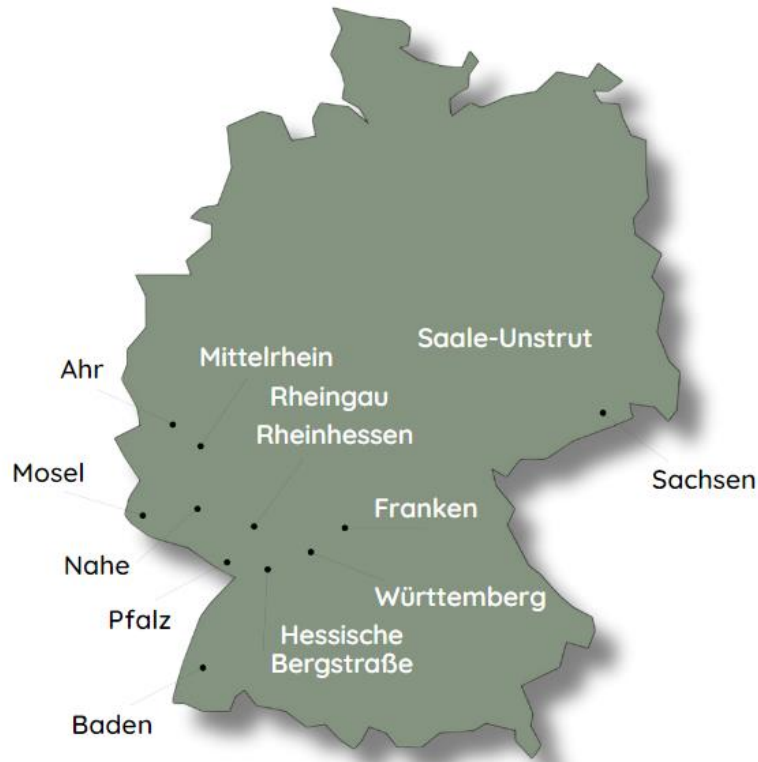 Saale-Unstrut
Mittelrhein
Ahr
Rheingau
Rheinhessen
Mosel
Sachsen
Franken
Nahe
Württemberg
Pfalz
Hessische
Bergstraße
Baden